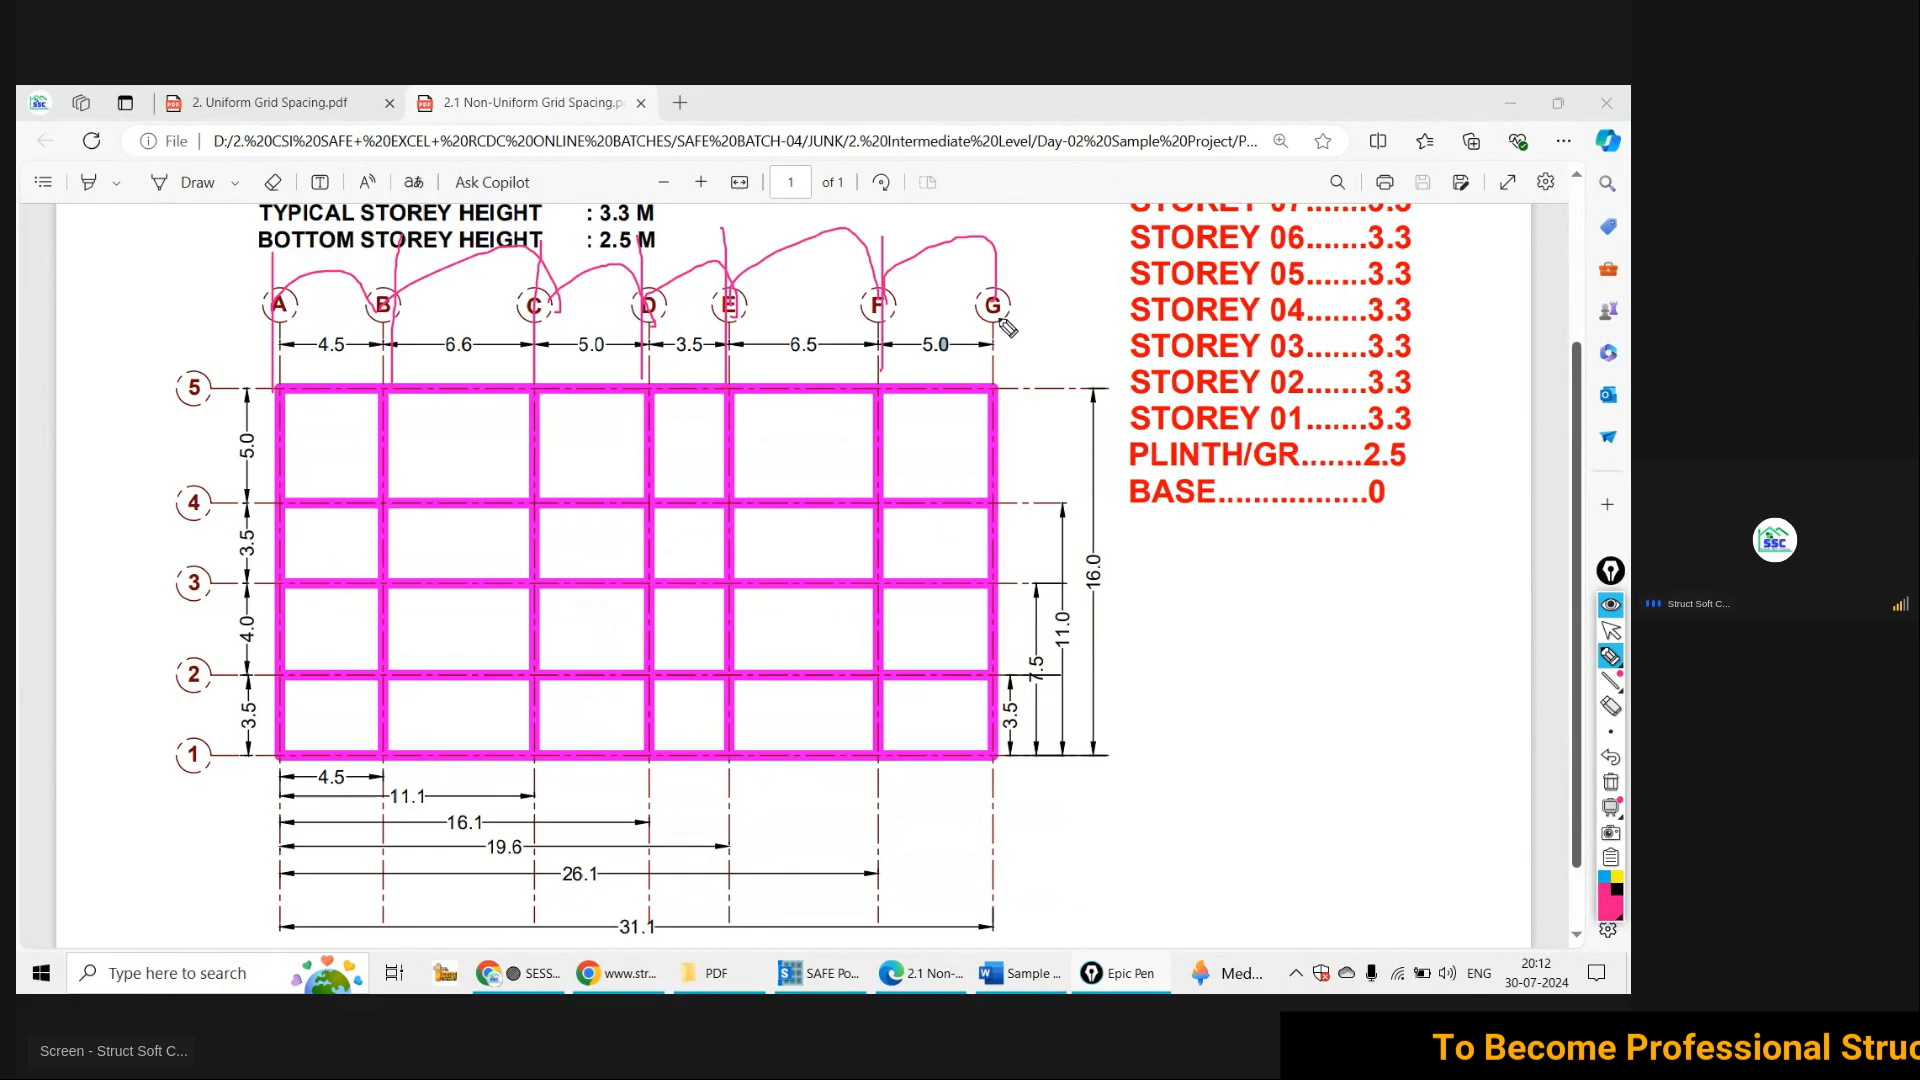 2. Uniform Grid Spacing.pdf
2.1 Non-Uniform Grid Spacing.p
File
D:/2.%20CSI%20SAFE+%20EXCEL+%20RCDC%20ONLINE%20BATCHES/SAFE%20BATCH-04/JUNK/2.%20Intermediate%20Level/Day-02%20Sample%20Project/P...
Draw
Ask Copilot
1
of 1
TYPICAL STOREY HEIGHT : 3.3 M
BOTTOM STOREY HEIGHT : 2.5 M
STOREY 07.......3.3
STOREY 06.......3.3
STOREY 05.......3.3
STOREY 04.......3.3
STOREY 03.......3.3
STOREY 02.......3.3
STOREY 01.......3.3
PLINTH/GR.......2.5
BASE.................0
A B C D E F G
4.5 6.6 5.0 3.5 6.5 5.0
5
5.0
4
3.5
3
4.0
2
3.5
1
3.5
7.5
11.0
16.0
4.5
11.1
16.1
19.6
26.1
31.1
SSC
Struct Soft C...
Type here to search
SESS...
www.str...
PDF
SAFE Po...
2.1 Non-...
Sample ...
Epic Pen
Med...
ENG
20:12
30-07-2024
Screen - Struct Soft C...
To Become Professional Struc